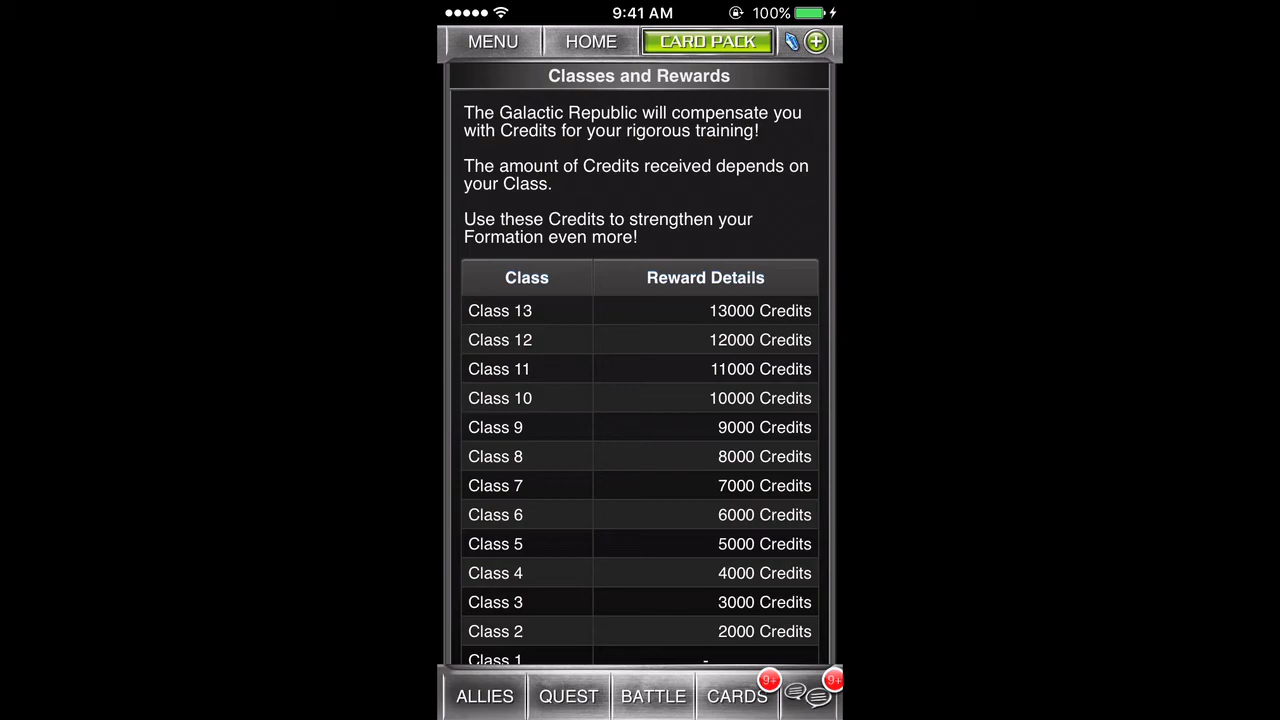 9:41 AM 100%
MENU HOME CARD PACK
Classes and Rewards
The Galactic Republic will compensate you
with Credits for your rigorous training!
The amount of Credits received depends on
your Class.
Use these Credits to strengthen your
Formation even more!
Class Reward Details
Class 13 13000 Credits
Class 12 12000 Credits
Class 11 11000 Credits
Class 10 10000 Credits
Class 9 9000 Credits
Class 8 8000 Credits
Class 7 7000 Credits
Class 6 6000 Credits
Class 5 5000 Credits
Class 4 4000 Credits
Class 3 3000 Credits
Class 2 2000 Credits
Class 1 -
9+ 9+
ALLIES QUEST BATTLE CARDS